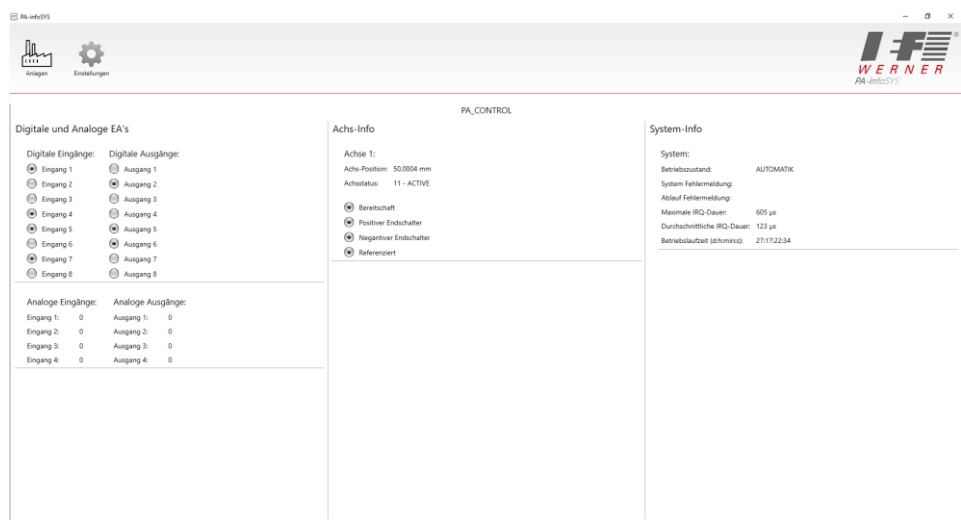 PA-infoSYS
Anlagen
Einstellungen
IEF
®
WERNER
PA-infoSYS
PA_CONTROL
Digitale und Analoge EA's
Digitale Eingänge: Digitale Ausgänge:
Eingang 1 Ausgang 1
Eingang 2 Ausgang 2
Eingang 3 Ausgang 3
Eingang 4 Ausgang 4
Eingang 5 Ausgang 5
Eingang 6 Ausgang 6
Eingang 7 Ausgang 7
Eingang 8 Ausgang 8
Analoge Eingänge: Analoge Ausgänge:
Eingang 1: 0 Ausgang 1: 0
Eingang 2: 0 Ausgang 2: 0
Eingang 3: 0 Ausgang 3: 0
Eingang 4: 0 Ausgang 4: 0
Achs-Info
Achse 1:
Achs-Position: 50.0004 mm
Achsstatus: 11 - ACTIVE
Bereitschaft
Positiver Endschalter
Negantiver Endschalter
Referenziert
System-Info
System:
Betriebszustand: AUTOMATIK
System Fehlermeldung:
Ablauf Fehlermeldung:
Maximale IRQ-Dauer: 605 µs
Durchschnittliche IRQ-Dauer: 123 µs
Betriebslaufzeit (d:h:min:s): 27:17:22:34